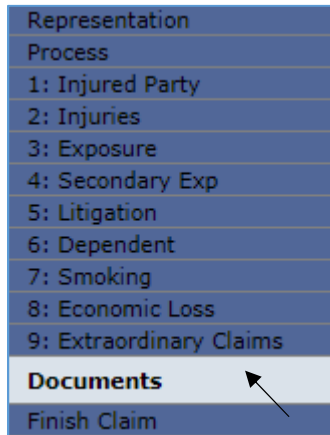 Representation
Process
1: Injured Party
2: Injuries
3: Exposure
4: Secondary Exp
5: Litigation
6: Dependent
7: Smoking
8: Economic Loss
9: Extraordinary Claims
Documents
Finish Claim